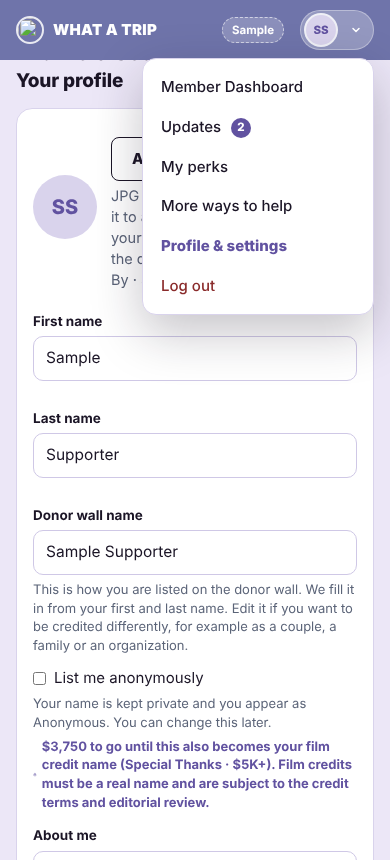 WHAT A TRIP
Sample
SS
Your profile
Member Dashboard
Updates 2
My perks
More ways to help
Profile & settings
Log out
SS
A
JPG
it to
your
the
By ·
First name
Sample
Last name
Supporter
Donor wall name
Sample Supporter
This is how you are listed on the donor wall. We fill it
in from your first and last name. Edit it if you want to
be credited differently, for example as a couple, a
family or an organization.
List me anonymously
Your name is kept private and you appear as
Anonymous. You can change this later.
$3,750 to go until this also becomes your film
credit name (Special Thanks · $5K+). Film credits
must be a real name and are subject to the credit
terms and editorial review.
About me